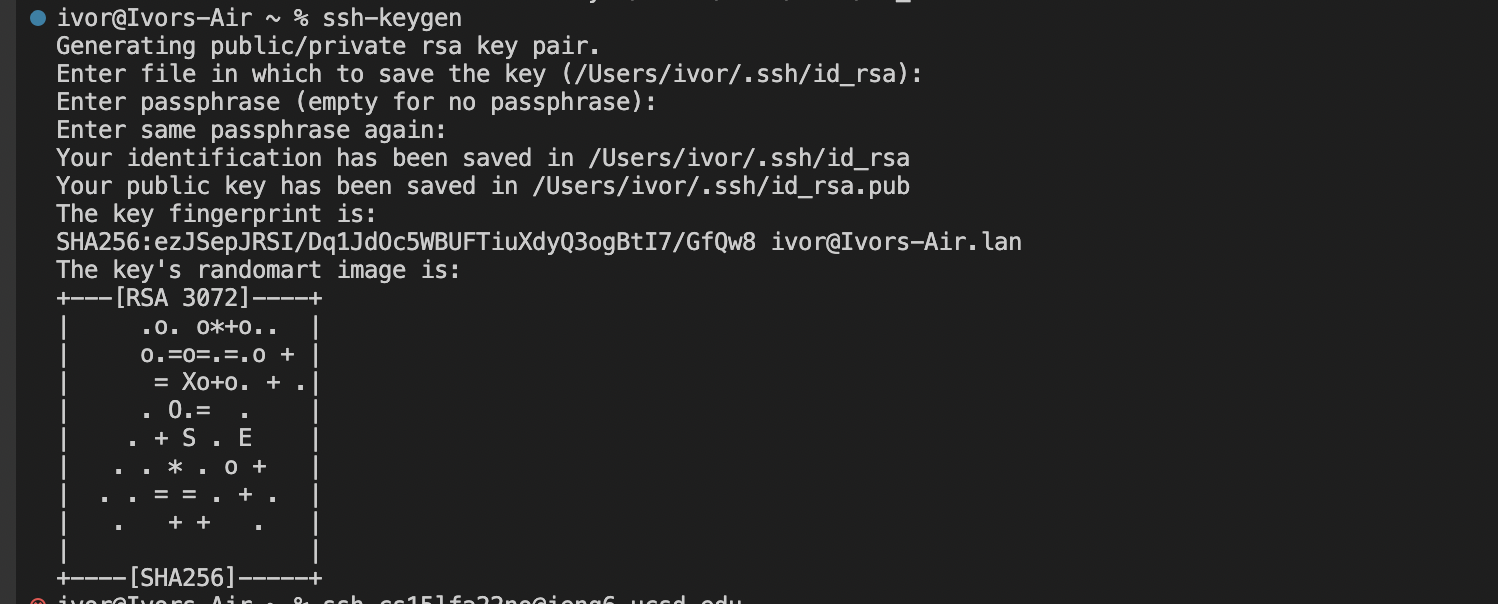 ivor@Ivors-Air ~ % ssh-keygen
Generating public/private rsa key pair.
Enter file in which to save the key (/Users/ivor/.ssh/id_rsa):
Enter passphrase (empty for no passphrase):
Enter same passphrase again:
Your identification has been saved in /Users/ivor/.ssh/id_rsa
Your public key has been saved in /Users/ivor/.ssh/id_rsa.pub
The key fingerprint is:
SHA256:ezJSepJRSI/Dq1JdOc5WBUFTiuXdyQ3ogBtI7/GfQw8 ivor@Ivors-Air.lan
The key's randomart image is:
+---[RSA 3072]----+
|     .o. o*+o..  |
|     o.=o=.=.o + |
|      = Xo+o. + .|
|     . O.=  .    |
|    . + S . E    |
|   . . * . o +   |
|  . . = = . + .  |
|   .   + +   .   |
|                 |
+----[SHA256]-----+
ivor@Ivors-Air ~ % ssh